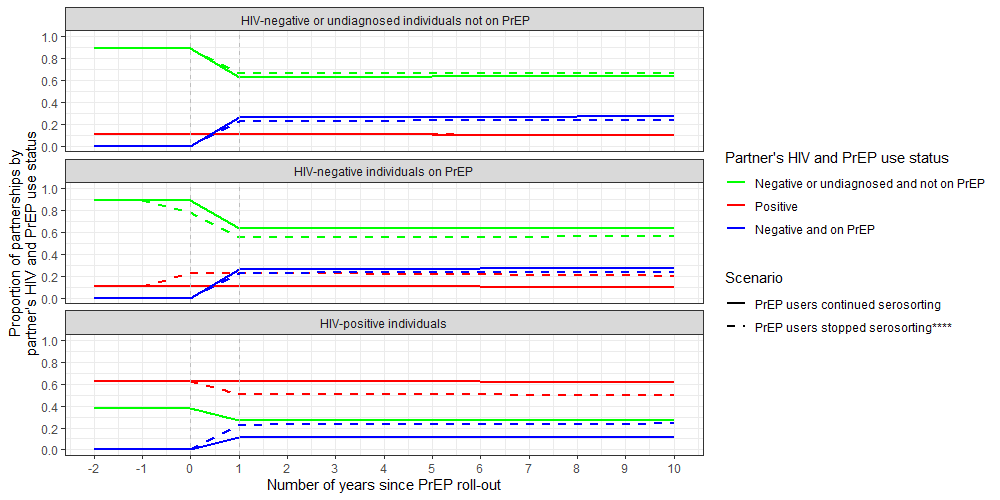 HIV-negative or undiagnosed individuals not on PrEP
1.0
0.8
0.6
0.4
0.2
0.0
HIV-negative individuals on PrEP
1.0
0.8
0.6
0.4
0.2
0.0
HIV-positive individuals
1.0
0.8
0.6
0.4
0.2
0.0
-2 -1 0 1 2 3 4 5 6 7 8 9 10
Number of years since PrEP roll-out
Proportion of partnerships by
partner's HIV and PrEP use status
Partner's HIV and PrEP use status
Negative or undiagnosed and not on PrEP
Positive
Negative and on PrEP
Scenario
PrEP users continued serosorting
PrEP users stopped serosorting****